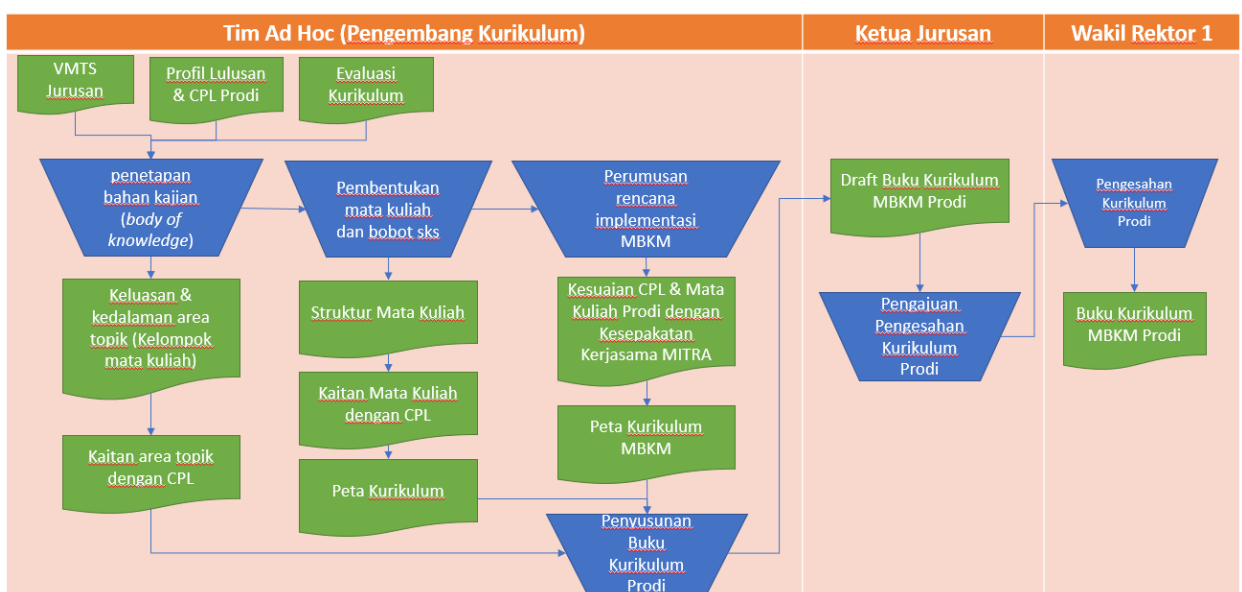 Tim Ad Hoc (Pengembang Kurikulum)
Ketua Jurusan
Wakil Rektor 1
VMTS
Jurusan
Profil Lulusan
& CPL Prodi
Evaluasi
Kurikulum
penetapan
bahan kajian
(body of
knowledge)
Pembentukan
mata kuliah
dan bobot sks
Perumusan
rencana
implementasi
MBKM
Draft Buku Kurikulum
MBKM Prodi
Pengesahan
Kurikulum
Prodi
Keluasan &
kedalaman area
topik (Kelompok
mata kuliah)
Struktur Mata Kuliah
Kesuaian CPL & Mata
Kuliah Prodi dengan
Kesepakatan
Kerjasama MITRA
Pengajuan
Pengesahan
Kurikulum
Prodi
Buku Kurikulum
MBKM Prodi
Kaitan Mata Kuliah
dengan CPL
Peta Kurikulum
MBKM
Kaitan area topik
dengan CPL
Peta Kurikulum
Penyusunan
Buku
Kurikulum
Prodi